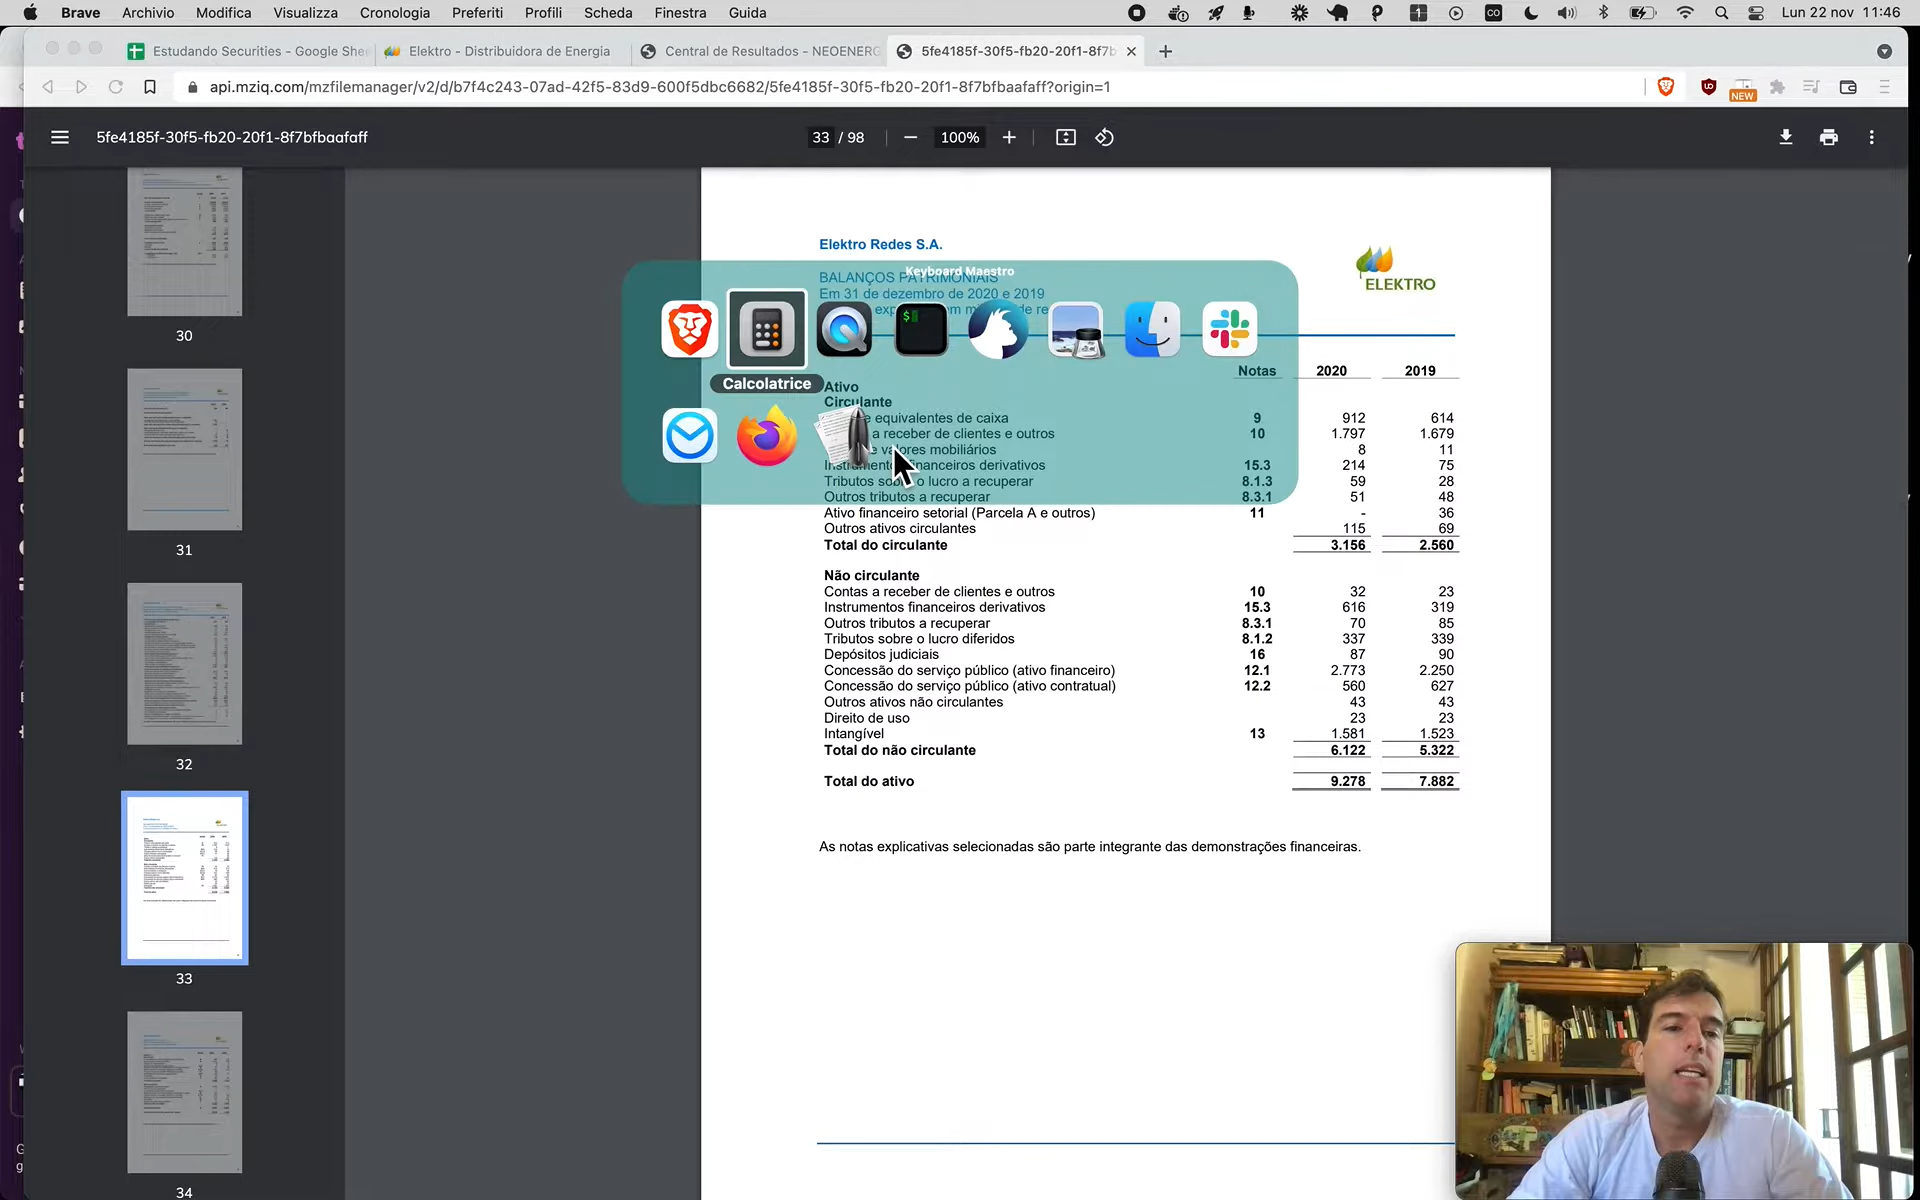 Brave Archivio Modifica Visualizza Cronologia Preferiti Profili Scheda Finestra Guida
1
CO
Lun 22 nov 11:46
Estudando Securities - Google She
Elektro - Distribuidora de Energia
Central de Resultados - NEOENERG
5fe4185f-30f5-fb20-20f1-8f7b
api.mziq.com/mzfilemanager/v2/d/b7f4c243-07ad-42f5-83d9-600f5dbc6682/5fe4185f-30f5-fb20-20f1-8f7bfbaafaff?origin=1
NEW
5fe4185f-30f5-fb20-20f1-8f7bfbaafaff
33 / 98
100%
30
31
32
33
34
Elektro Redes S.A.
ELEKTRO
Keyboard Maestro
BALANÇOS PATRIMONIAIS
Em 31 de dezembro de 2020 e 2019
Calcolatrice
Notas 2020 2019
Ativo
Circulante
e equivalentes de caixa 9 912 614
a receber de clientes e outros 10 1.797 1.679
e valores mobiliários 8 11
Instrumentos financeiros derivativos 15.3 214 75
Tributos sobre o lucro a recuperar 8.1.3 59 28
Outros tributos a recuperar 8.3.1 51 48
Ativo financeiro setorial (Parcela A e outros) 11 - 36
Outros ativos circulantes 115 69
Total do circulante 3.156 2.560
Não circulante
Contas a receber de clientes e outros 10 32 23
Instrumentos financeiros derivativos 15.3 616 319
Outros tributos a recuperar 8.3.1 70 85
Tributos sobre o lucro diferidos 8.1.2 337 339
Depósitos judiciais 16 87 90
Concessão do serviço público (ativo financeiro) 12.1 2.773 2.250
Concessão do serviço público (ativo contratual) 12.2 560 627
Outros ativos não circulantes 43 43
Direito de uso 23 23
Intangível 13 1.581 1.523
Total do não circulante 6.122 5.322
Total do ativo 9.278 7.882
As notas explicativas selecionadas são parte integrante das demonstrações financeiras.